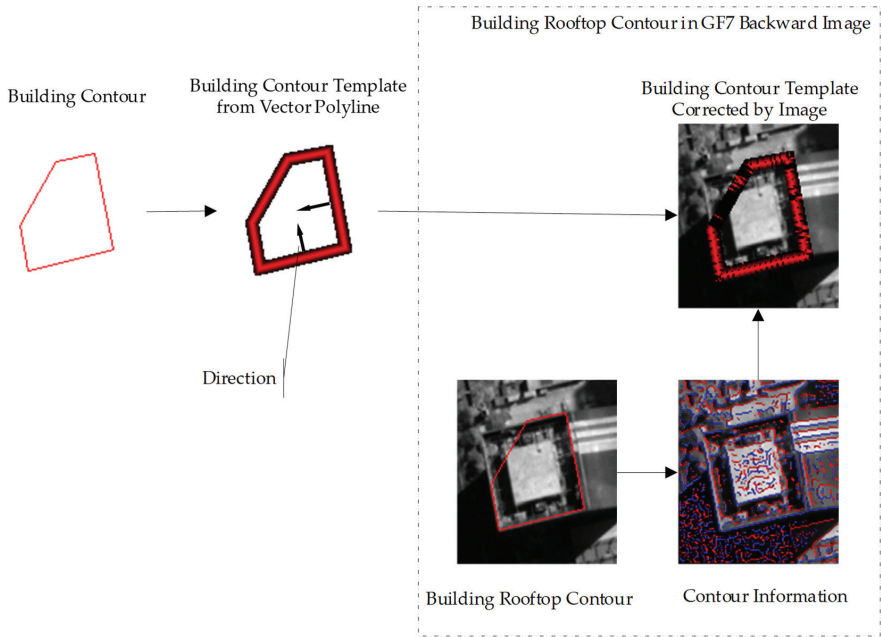 Building Rooftop Contour in GF7 Backward Image
Building Contour
Building Contour Template
from Vector Polyline
Building Contour Template
Corrected by Image
Direction
Building Rooftop Contour
Contour Information